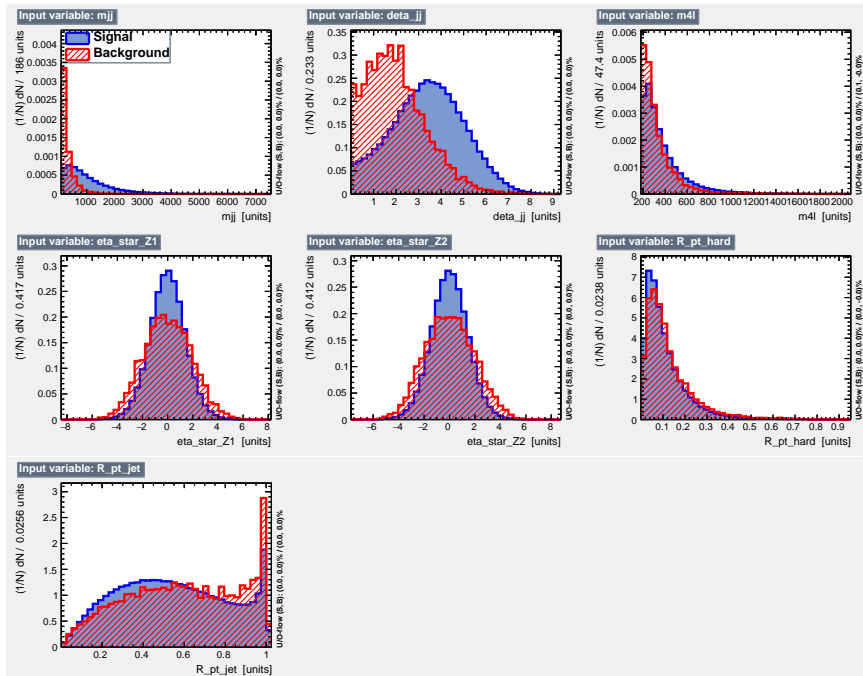 Input variable: mjj
Signal
Background
(1/N) dN / 186 units
0.004
0.0035
0.003
0.0025
0.002
0.0015
0.001
0.0005
0
1000 2000 3000 4000 5000 6000 7000
mjj [units]
U/O-flow (S,B): (0.0, 0.0)% / (0.0, 0.0)%
Input variable: deta_jj
(1/N) dN / 0.233 units
0.35
0.3
0.25
0.2
0.15
0.1
0.05
0
1 2 3 4 5 6 7 8 9
deta_jj [units]
U/O-flow (S,B): (0.0, 0.0)% / (0.0, 0.0)%
Input variable: m4l
(1/N) dN / 47.4 units
0.006
0.005
0.004
0.003
0.002
0.001
200 400 600 800 1000 1200 1400 1600 1800 2000
m4l [units]
U/O-flow (S,B): (0.0, 0.0)% / (0.1, -0.0)%
Input variable: eta_star_Z1
(1/N) dN / 0.417 units
0.3
0.25
0.2
0.15
0.1
0.05
0
−8 −6 −4 −2 0 2 4 6 8
eta_star_Z1 [units]
U/O-flow (S,B): (0.0, 0.0)% / (0.0, 0.0)%
Input variable: eta_star_Z2
(1/N) dN / 0.412 units
0.3
0.25
0.2
0.15
0.1
0.05
0
−6 −4 −2 0 2 4 6 8
eta_star_Z2 [units]
U/O-flow (S,B): (0.0, 0.0)% / (0.0, 0.0)%
Input variable: R_pt_hard
(1/N) dN / 0.0238 units
8
7
6
5
4
3
2
1
0
0.1 0.2 0.3 0.4 0.5 0.6 0.7 0.8 0.9
R_pt_hard [units]
U/O-flow (S,B): (0.0, 0.0)% / (0.0, -0.0)%
Input variable: R_pt_jet
(1/N) dN / 0.0256 units
3
2.5
2
1.5
1
0.5
0
0.2 0.4 0.6 0.8 1
R_pt_jet [units]
U/O-flow (S,B): (0.0, 0.0)% / (0.0, 0.0)%